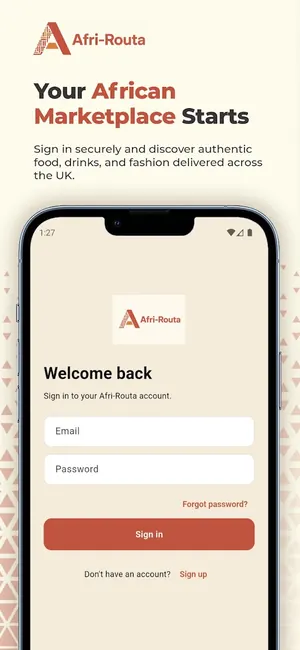 Afri-Routa
Your African
Marketplace Starts
Sign in securely and discover authentic
food, drinks, and fashion delivered across
the UK.
1:27
Afri-Routa
Welcome back
Sign in to your Afri-Routa account.
Email
Password
Forgot password?
Sign in
Don't have an account? Sign up